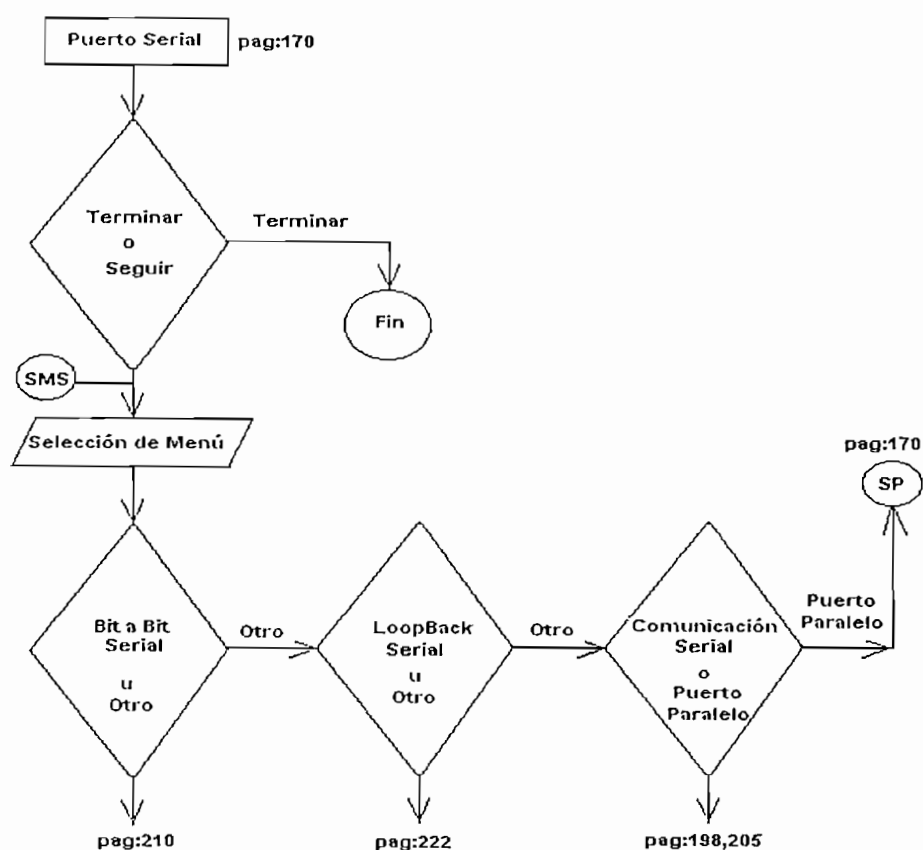 Puerto Serial
pag:170
Terminar
o
Seguir
Terminar
Fin
SMS
Selección de Menú
pag:170
SP
Bit a Bit
Serial
u
Otro
Otro
LoopBack
Serial
u
Otro
Otro
Comunicación
Serial
o
Puerto
Paralelo
Puerto
Paralelo
pag:210
pag:222
pag:198,205